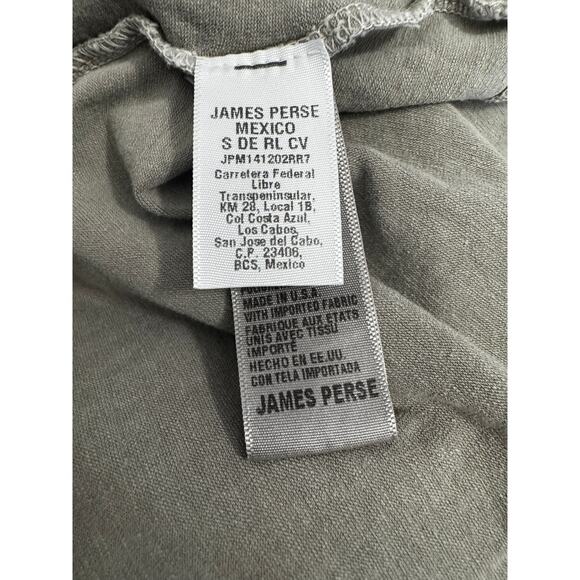 JAMES PERSE
MEXICO
S DE RL CV
JPM141202RR7
Carretera Federal
Libre
Transpeninsular,
KM 28, Local 1B,
Col Costa Azul,
Los Cabos,
San Jose del Cabo,
C.P. 23406,
BCS, Mexico
MADE IN U.S.A
WITH IMPORTED FABRIC
FABRIQUE AUX ETATS
UNIS AVEC TISSU
IMPORTÉ
HECHO EN EE.UU.
CON TELA IMPORTADA
JAMES PERSE